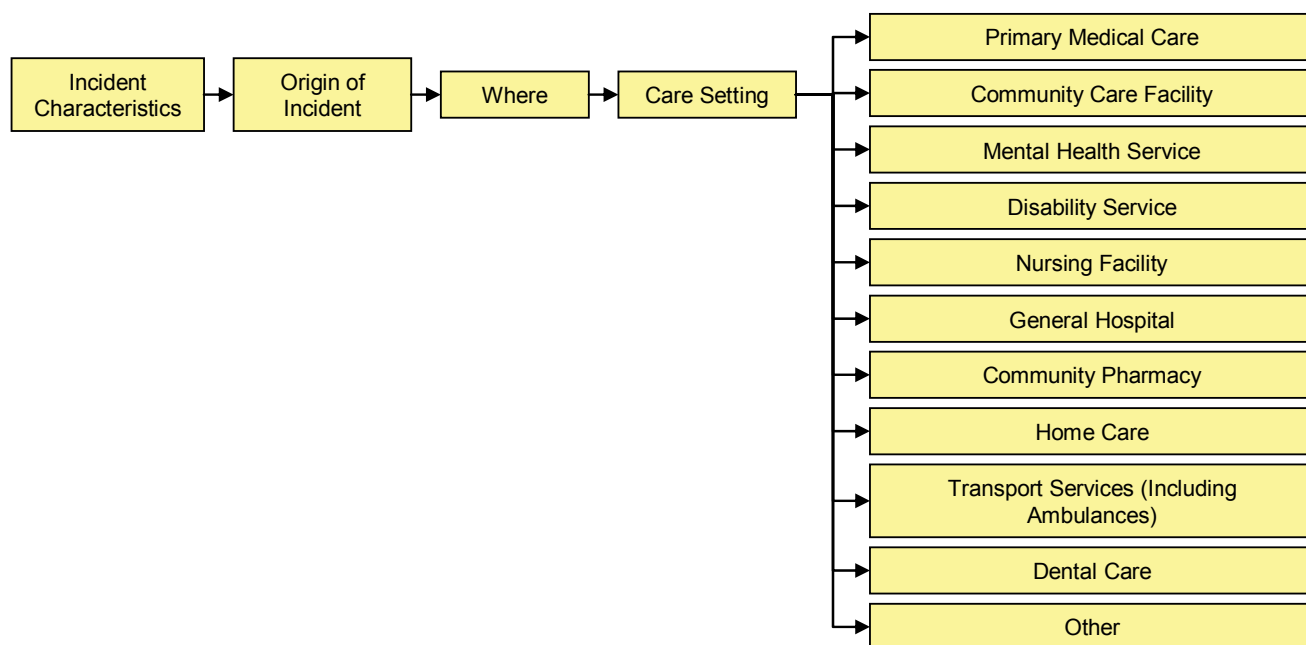 Incident
Characteristics
Origin of
Incident
Where
Care Setting
Primary Medical Care
Community Care Facility
Mental Health Service
Disability Service
Nursing Facility
General Hospital
Community Pharmacy
Home Care
Transport Services (Including
Ambulances)
Dental Care
Other